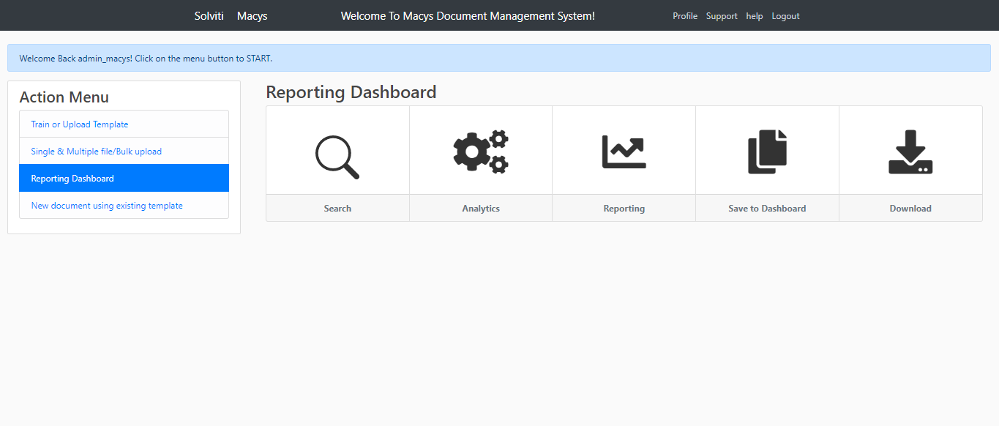 Solviti Macys Welcome To Macys Document Management System! Profile Support help Logout
Welcome Back admin_macys! Click on the menu button to START.
Action Menu
Train or Upload Template
Single & Multiple file/Bulk upload
Reporting Dashboard
New document using existing template
Reporting Dashboard
Search Analytics Reporting Save to Dashboard Download